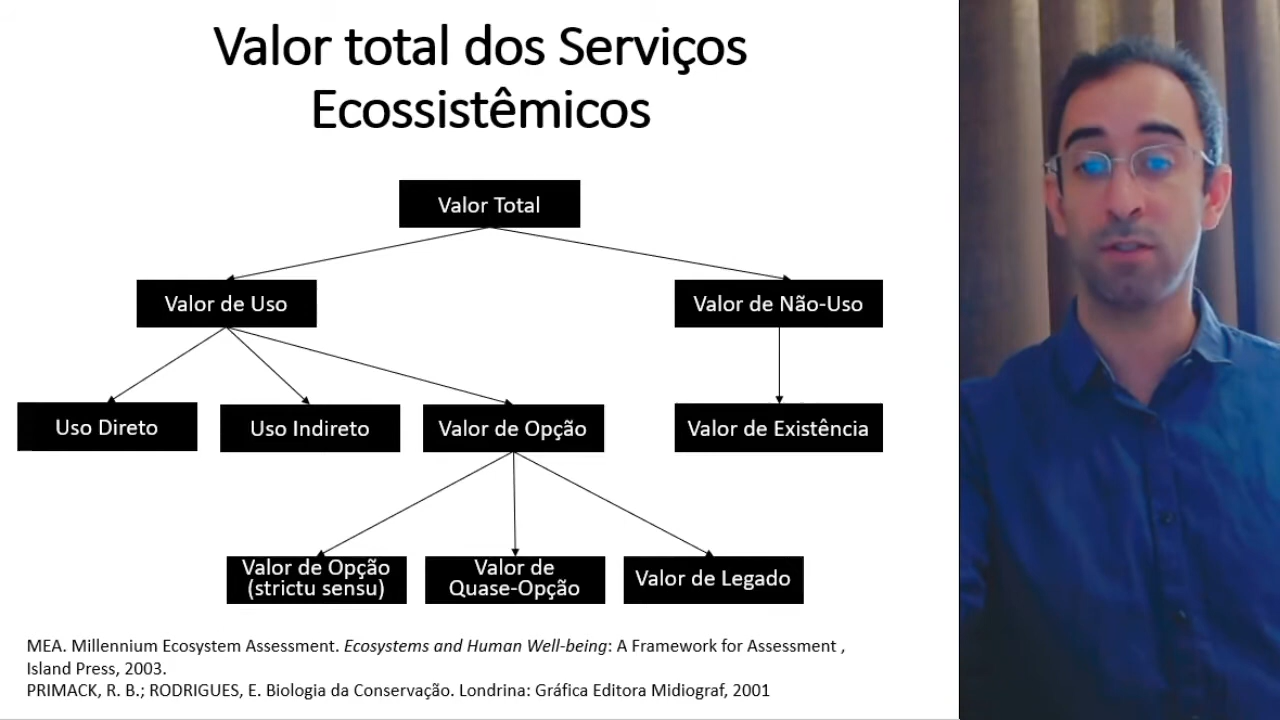 Valor total dos Serviços
Ecossistêmicos
Valor Total
Valor de Uso
Valor de Não-Uso
Uso Direto
Uso Indireto
Valor de Opção
Valor de Existência
Valor de Opção
(strictu sensu)
Valor de
Quase-Opção
Valor de Legado
MEA. Millennium Ecosystem Assessment. Ecosystems and Human Well-being: A Framework for Assessment ,
Island Press, 2003.
PRIMACK, R. B.; RODRIGUES, E. Biologia da Conservação. Londrina: Gráfica Editora Midiograf, 2001